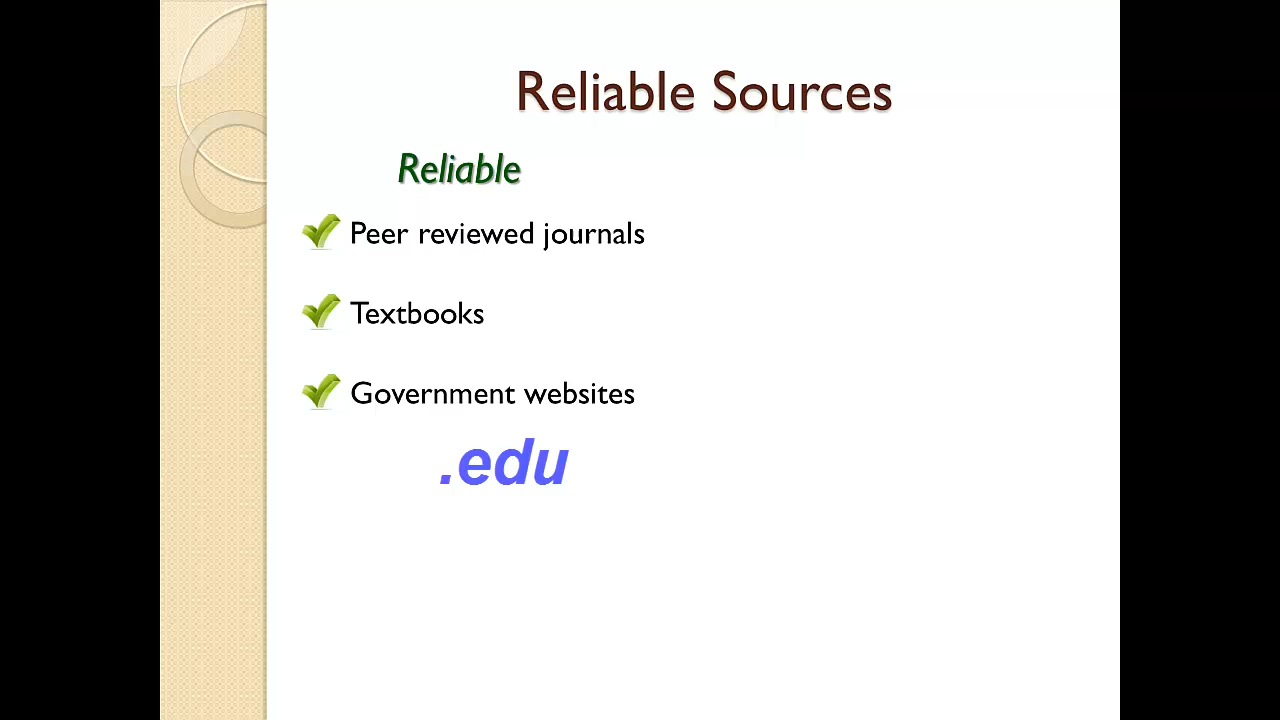 Reliable Sources
Reliable
Peer reviewed journals
Textbooks
Government websites
.edu